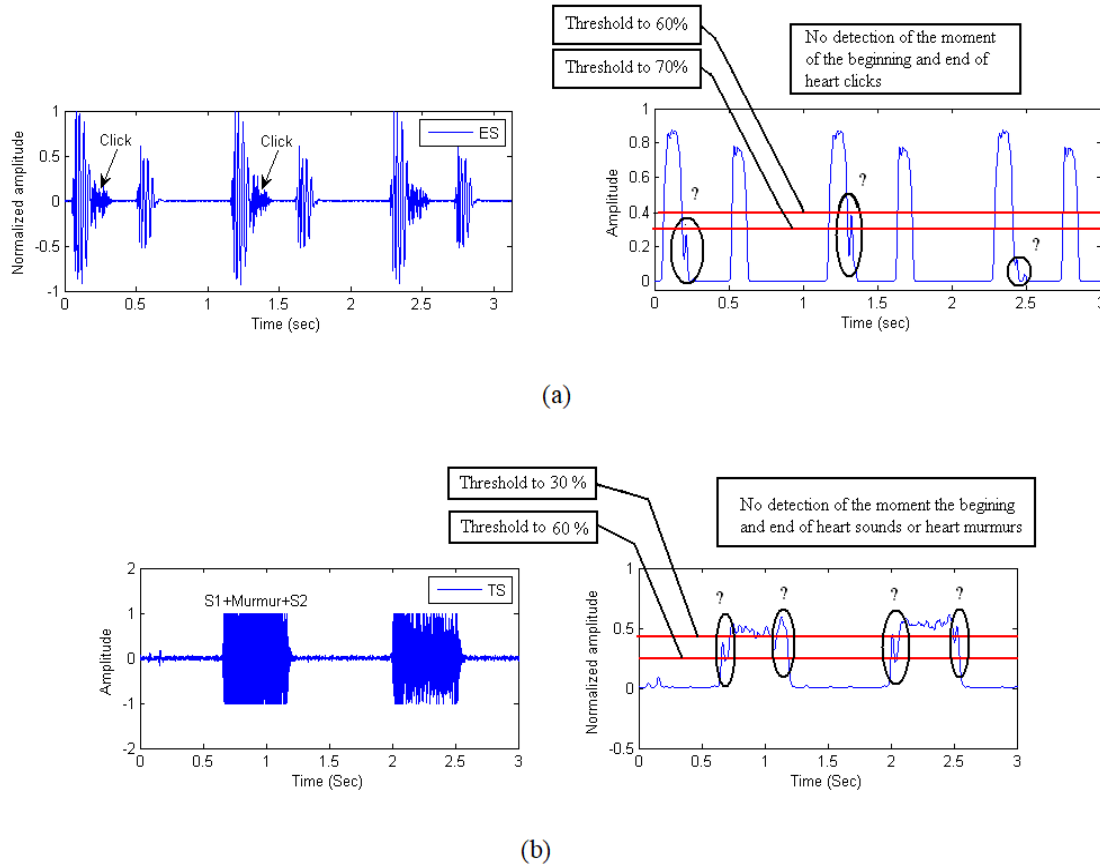 Threshold to 60%
Threshold to 70%
No detection of the moment
of the beginning and end of
heart clicks
1
0.5
0
-0.5
-1
Normalized amplitude
Click
Click
ES
0 0.5 1 1.5 2 2.5 3
Time (sec)
1
0.8
0.6
0.4
0.2
0
Amplitude
?
?
?
0 0.5 1 1.5 2 2.5 3
Time (sec)
(a)
Threshold to 30 %
Threshold to 60 %
No detection of the moment the begining
and end of heart sounds or heart murmurs
2
1
0
-1
-2
Amplitude
S1+Murmur+S2
TS
0 0.5 1 1.5 2 2.5 3
Time (Sec)
1
0.5
0
-0.5
Normalized amplitude
? ? ? ?
0 0.5 1 1.5 2 2.5 3
Time (Sec)
(b)